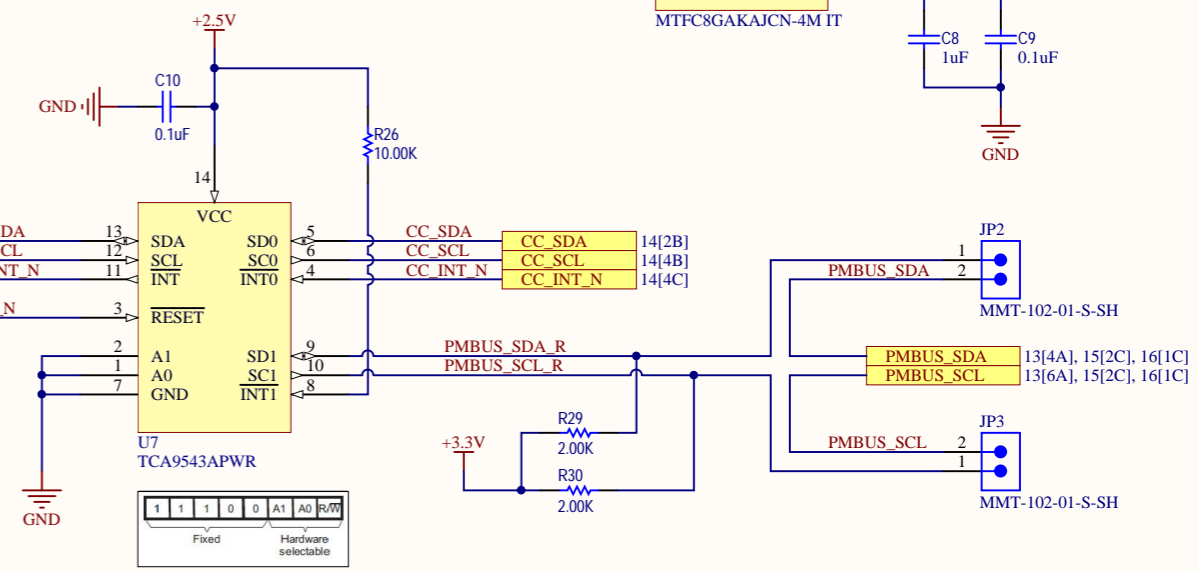 MTFC8GAKAJCN-4M IT
+2.5V
C8
1uF
C9
0.1uF
C10
GND
0.1uF
R26
10.00K
GND
14
VCC
DA 13 SDA SD0 5 CC_SDA CC_SDA 14[2B]
CL 12 SCL SC0 6 CC_SCL CC_SCL 14[4B]
NT_N 11 INT INT0 4 CC_INT_N CC_INT_N 14[4C]
_N 3 RESET
JP2
1
PMBUS_SDA 2
MMT-102-01-S-SH
2 A1 SD1 9 PMBUS_SDA_R PMBUS_SDA 13[4A], 15[2C], 16[1C]
1 A0 SC1 10 PMBUS_SCL_R PMBUS_SCL 13[6A], 15[2C], 16[1C]
7 GND INT1 8
U7
TCA9543APWR
R29
2.00K
+3.3V
R30
2.00K
JP3
PMBUS_SCL 2
1
MMT-102-01-S-SH
GND
1 1 1 0 0 A1 A0 R/W
Fixed Hardware
selectable